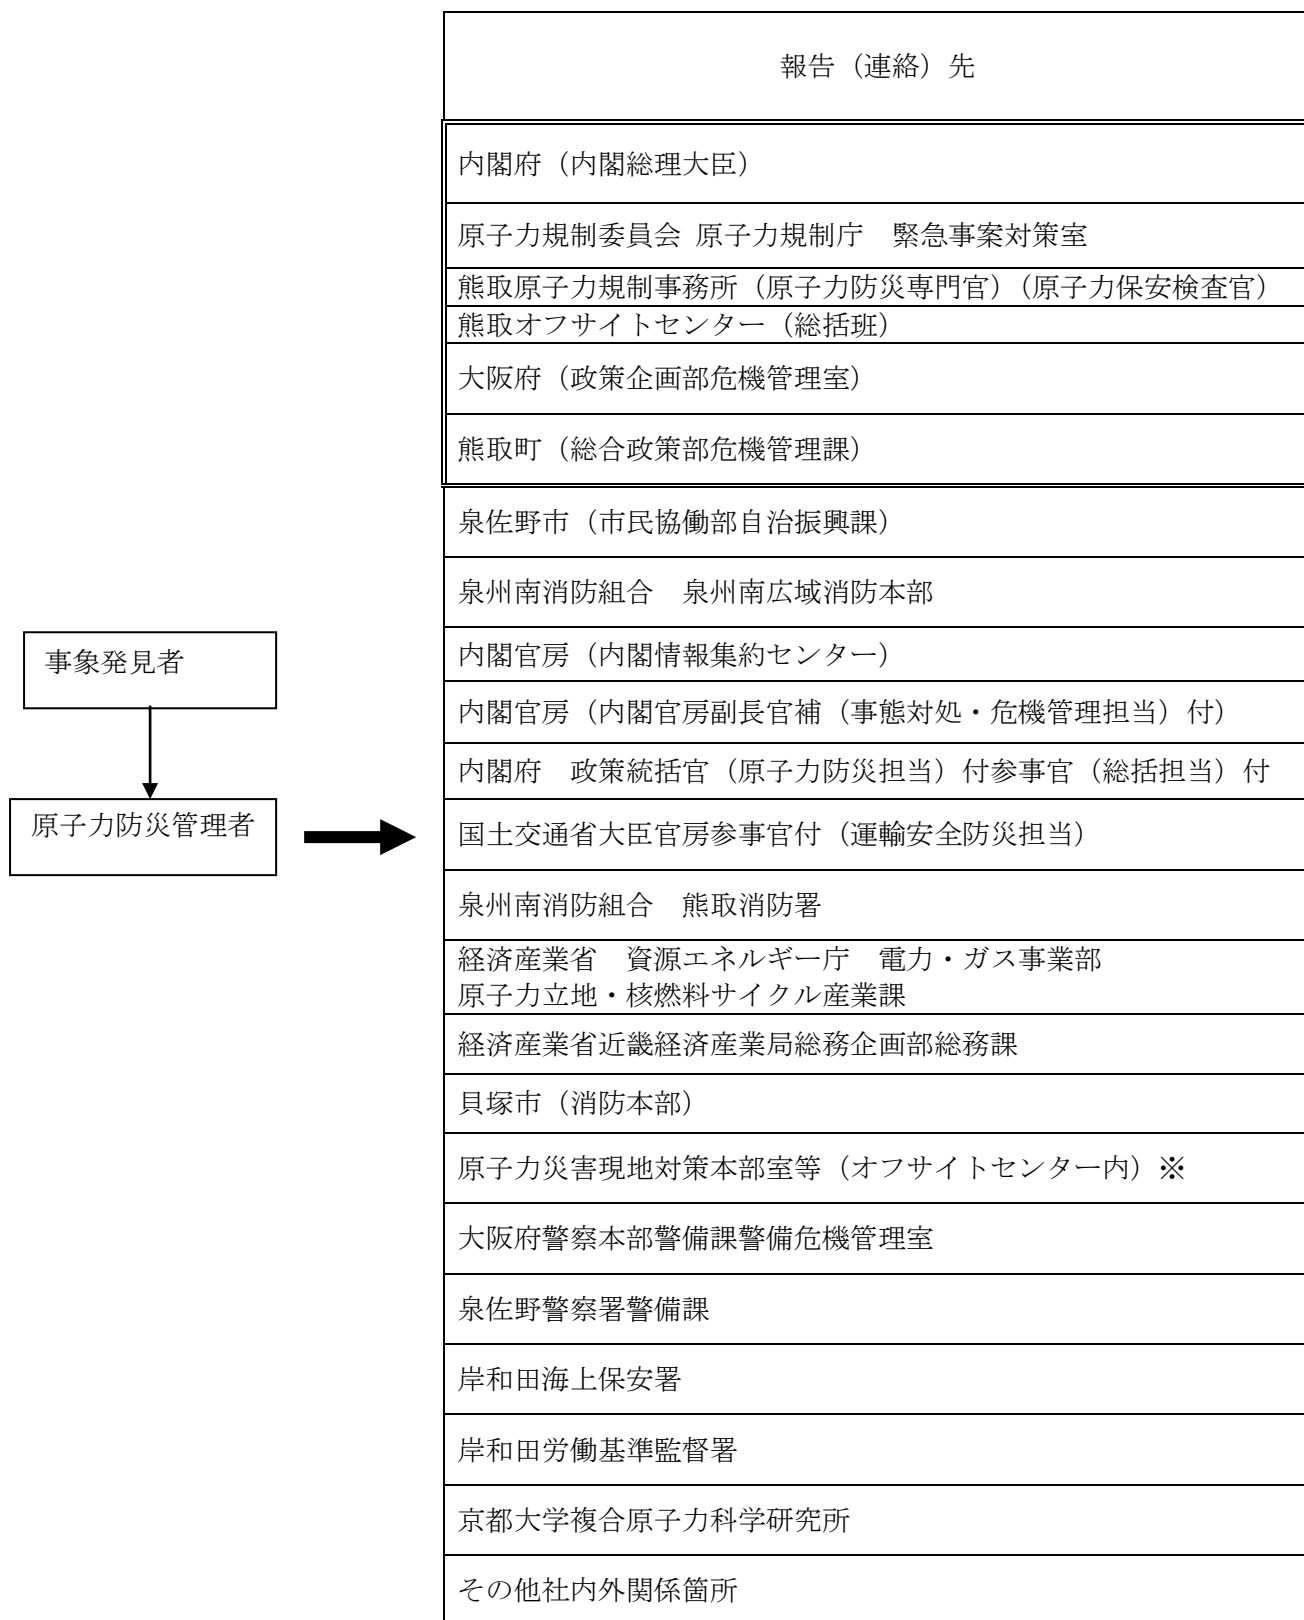 報告（連絡）先
内閣府（内閣総理大臣）
原子力規制委員会 原子力規制庁　緊急事案対策室
熊取原子力規制事務所（原子力防災専門官）（原子力保安検査官）
熊取オフサイトセンター（総括班）
大阪府（政策企画部危機管理室）
熊取町（総合政策部危機管理課）
泉佐野市（市民協働部自治振興課）
泉州南消防組合　泉州南広域消防本部
内閣官房（内閣情報集約センター）
内閣官房（内閣官房副長官補（事態対処・危機管理担当）付）
内閣府　政策統括官（原子力防災担当）付参事官（総括担当）付
国土交通省大臣官房参事官付（運輸安全防災担当）
泉州南消防組合　熊取消防署
経済産業省　資源エネルギー庁　電力・ガス事業部
原子力立地・核燃料サイクル産業課
経済産業省近畿経済産業局総務企画部総務課
貝塚市（消防本部）
原子力災害現地対策本部室等（オフサイトセンター内）※
大阪府警察本部警備課警備危機管理室
泉佐野警察署警備課
岸和田海上保安署
岸和田労働基準監督署
京都大学複合原子力科学研究所
その他社内外関係箇所
事象発見者
原子力防災管理者